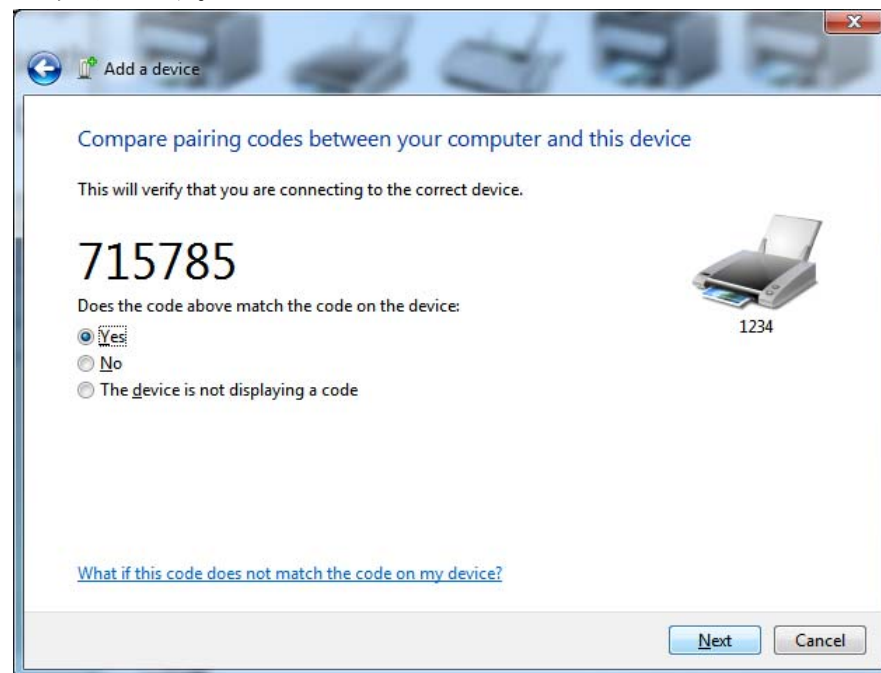 Add a device
Compare pairing codes between your computer and this device
This will verify that you are connecting to the correct device.
715785
Does the code above match the code on the device:
Yes
No
The device is not displaying a code
1234
What if this code does not match the code on my device?
Next Cancel